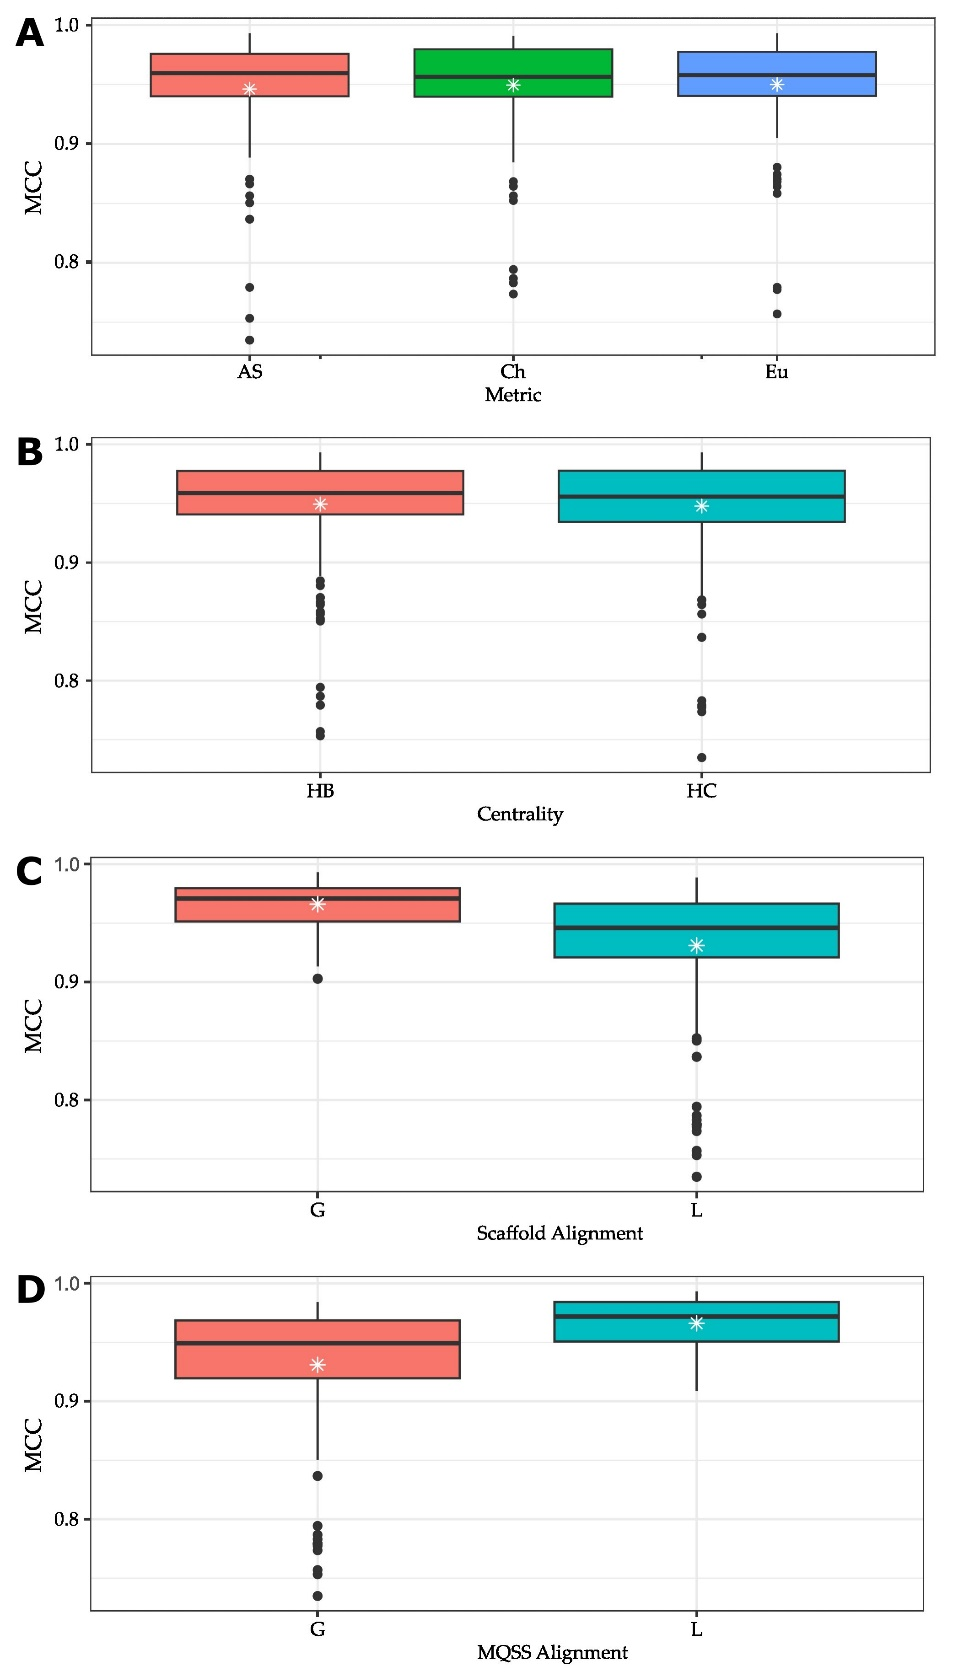 A
1.0
0.9
0.8
MCC
AS Ch Eu
Metric
B
1.0
0.9
0.8
MCC
HB HC
Centrality
C
1.0
0.9
0.8
MCC
G L
Scaffold Alignment
D
1.0
0.9
0.8
MCC
G L
MQSS Alignment